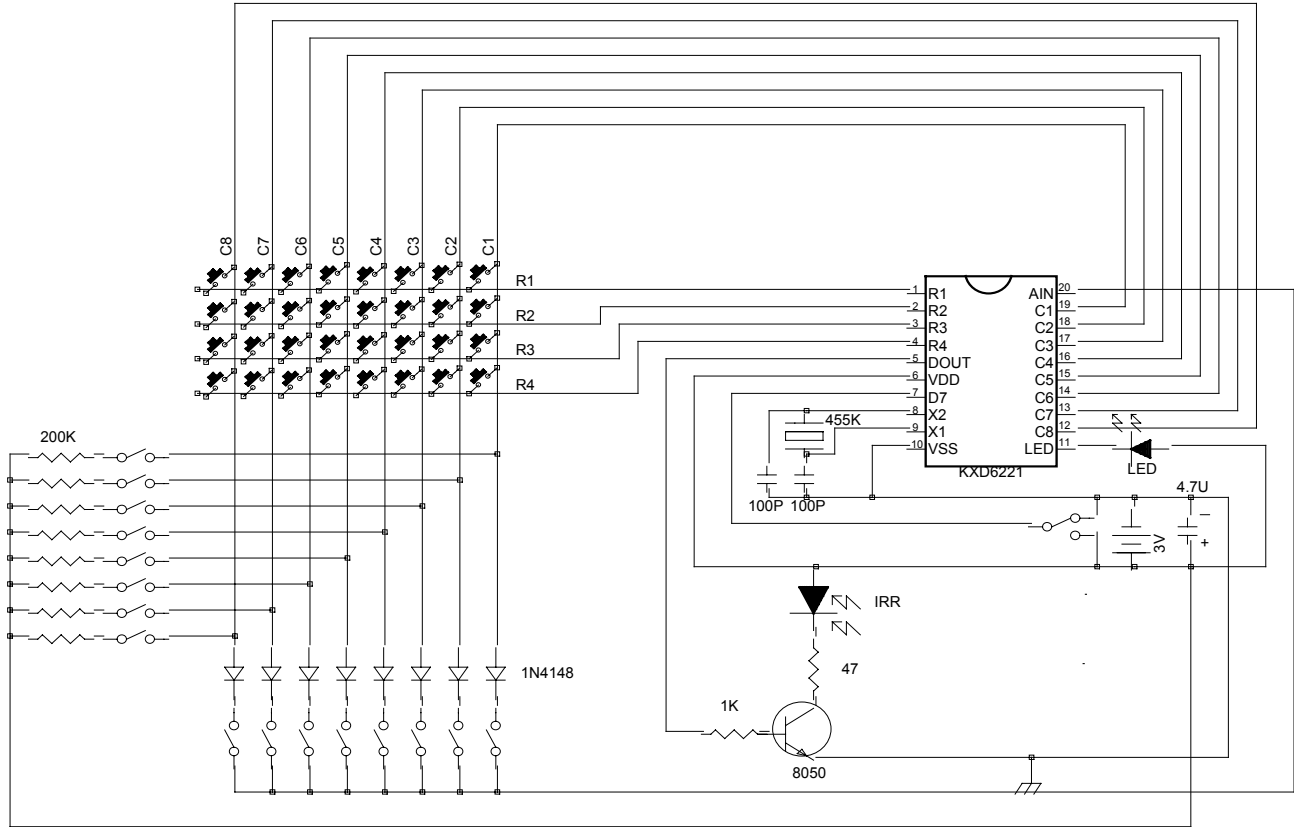 C8 C7 C6 C5 C4 C3 C2 C1
R1
R2
R3
R4
1 R1 AIN 20
2 R2 C1 19
3 R3 C2 18
4 R4 C3 17
5 DOUT C4 16
6 VDD C5 15
7 D7 C6 14
8 X2 C7 13
9 X1 C8 12
10 VSS LED 11
KXD6221
455K
LED
100P 100P
4.7U
3V
–
+
200K
IRR
47
1N4148
1K
8050